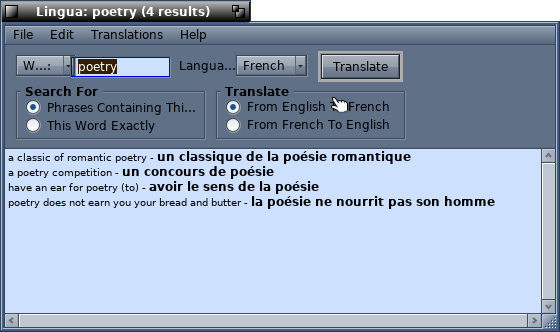 Lingua: poetry (4 results)
File Edit Translations Help
W...: poetry Langua... French Translate
Search For
Phrases Containing Thi...
This Word Exactly
Translate
From English French
From French To English
a classic of romantic poetry - un classique de la poésie romantique
a poetry competition - un concours de poésie
have an ear for poetry (to) - avoir le sens de la poésie
poetry does not earn you your bread and butter - la poésie ne nourrit pas son homme